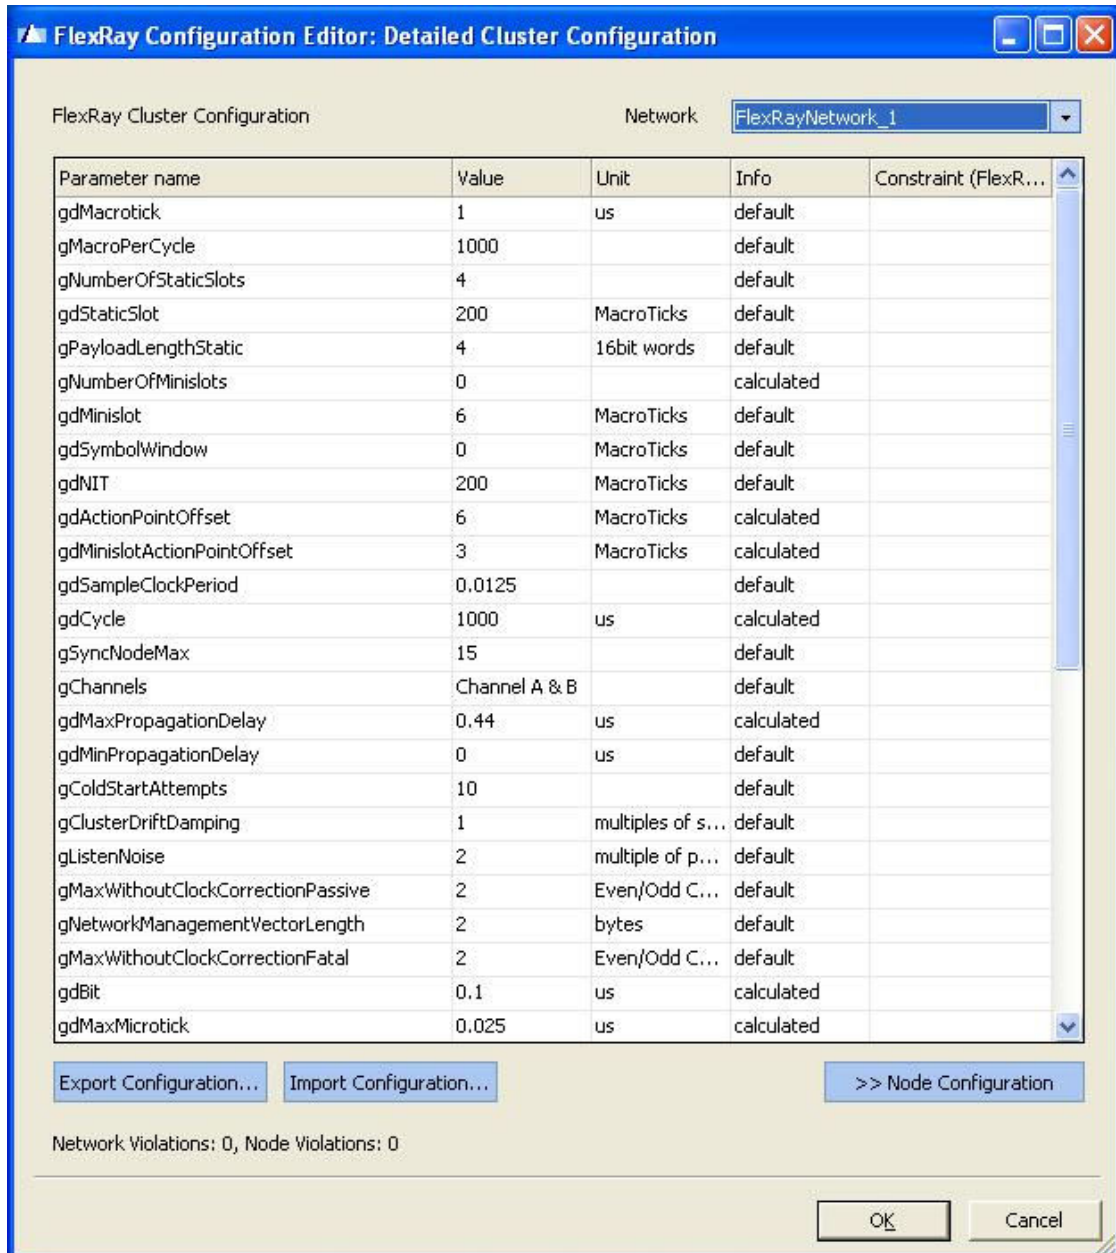 FlexRay Configuration Editor: Detailed Cluster Configuration
FlexRay Cluster Configuration Network FlexRayNetwork_1
Parameter name Value Unit Info Constraint (FlexR...
gdMacrotick 1 us default
gMacroPerCycle 1000 default
gNumberOfStaticSlots 4 default
gdStaticSlot 200 MacroTicks default
gPayloadLengthStatic 4 16bit words default
gNumberOfMinislots 0 calculated
gdMinislot 6 MacroTicks default
gdSymbolWindow 0 MacroTicks default
gdNIT 200 MacroTicks default
gdActionPointOffset 6 MacroTicks calculated
gdMinislotActionPointOffset 3 MacroTicks calculated
gdSampleClockPeriod 0.0125 default
gdCycle 1000 us calculated
gSyncNodeMax 15 default
gChannels Channel A & B default
gdMaxPropagationDelay 0.44 us calculated
gdMinPropagationDelay 0 us default
gColdStartAttempts 10 default
gClusterDriftDamping 1 multiples of s... default
gListenNoise 2 multiple of p... default
gMaxWithoutClockCorrectionPassive 2 Even/Odd C... default
gNetworkManagementVectorLength 2 bytes default
gMaxWithoutClockCorrectionFatal 2 Even/Odd C... default
gdBit 0.1 us calculated
gdMaxMicrotick 0.025 us calculated
Export Configuration... Import Configuration... >> Node Configuration
Network Violations: 0, Node Violations: 0
OK Cancel